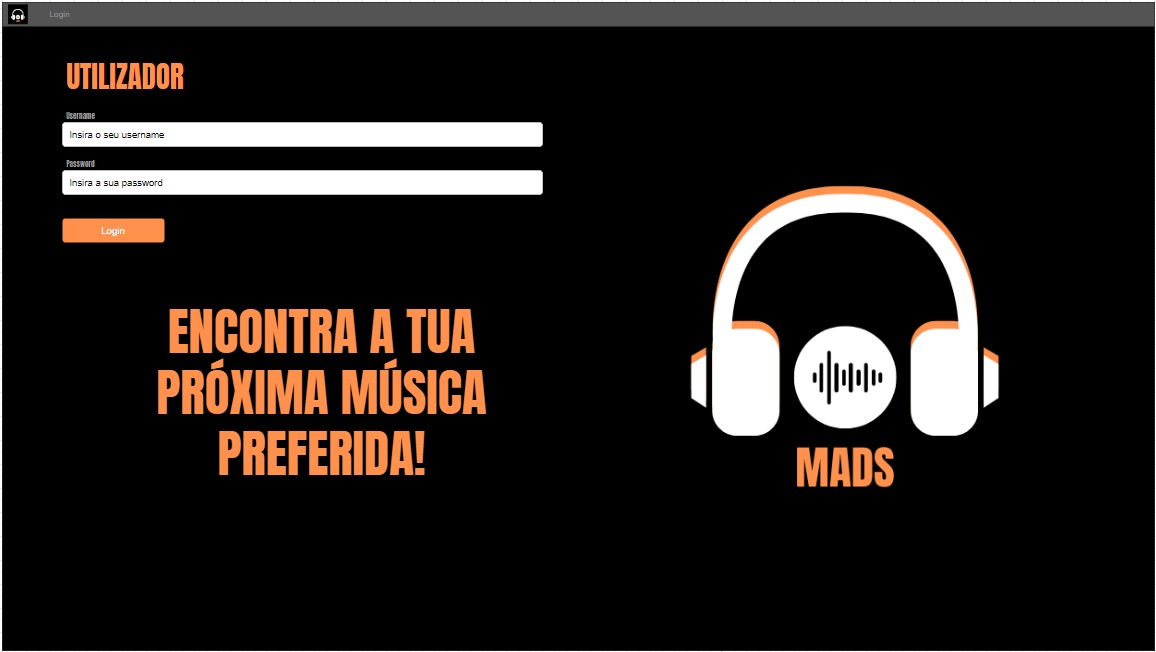 Login
UTILIZADOR
Username
Insira o seu username
Password
Insira a sua password
Login
ENCONTRA A TUA
PRÓXIMA MÚSICA
PREFERIDA!
MADS